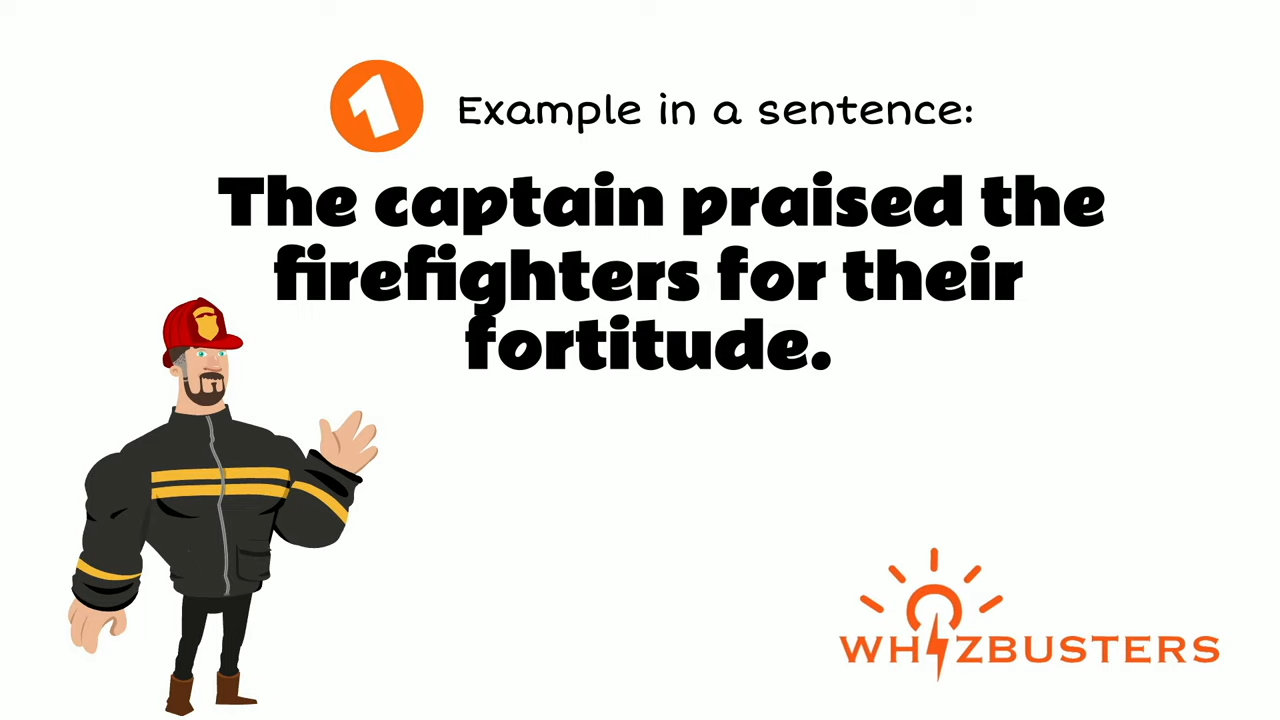 1 Example in a sentence:
The captain praised the
firefighters for their
fortitude.
WHIZBUSTERS